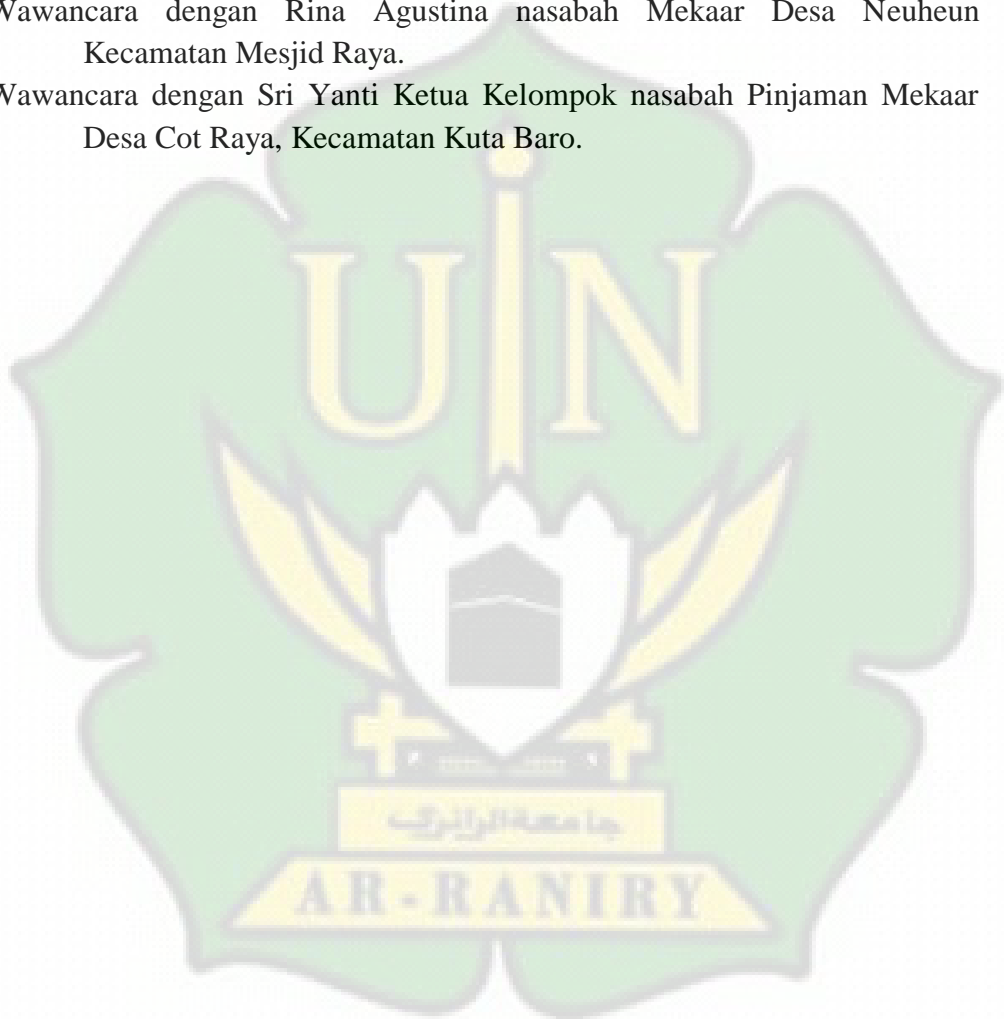 Wawancara dengan Rina Agustina nasabah Mekaar Desa Neuheun
Kecamatan Mesjid Raya.
Wawancara dengan Sri Yanti Ketua Kelompok nasabah Pinjaman Mekaar
Desa Cot Raya, Kecamatan Kuta Baro.
UIN
جامعة الرانري
AR-RANIRY